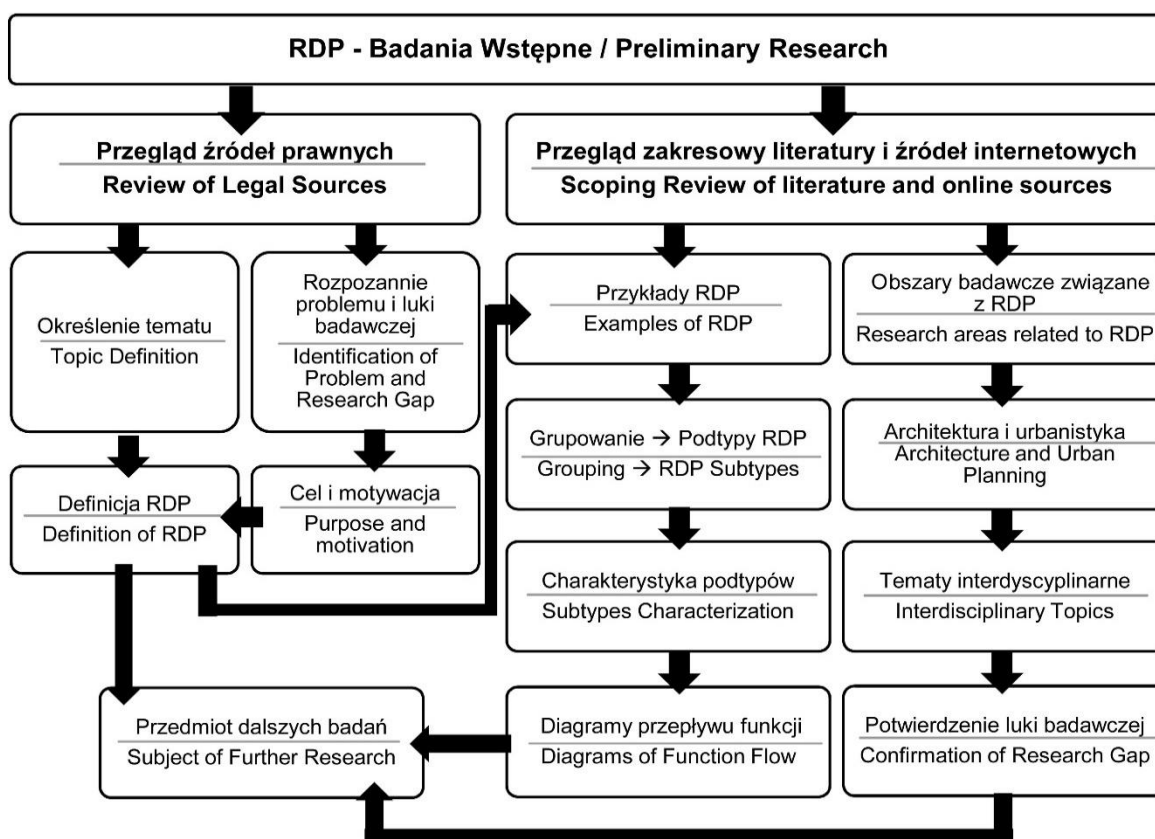 RDP - Badania Wstępne / Preliminary Research
Przegląd źródeł prawnych
Review of Legal Sources
Przegląd zakresowy literatury i źródeł internetowych
Scoping Review of literature and online sources
Określenie tematu
Topic Definition
Rozpozannie
problemu i luki
badawczej
Identification of
Problem and
Research Gap
Przykłady RDP
Examples of RDP
Obszary badawcze związane
z RDP
Research areas related to RDP
Definicja RDP
Definition of RDP
Cel i motywacja
Purpose and
motivation
Grupowanie → Podtypy RDP
Grouping → RDP Subtypes
Architektura i urbanistyka
Architecture and Urban
Planning
Charakterystyka podtypów
Subtypes Characterization
Tematy interdyscyplinarne
Interdisciplinary Topics
Przedmiot dalszych badań
Subject of Further Research
Diagramy przepływu funkcji
Diagrams of Function Flow
Potwierdzenie luki badawczej
Confirmation of Research Gap